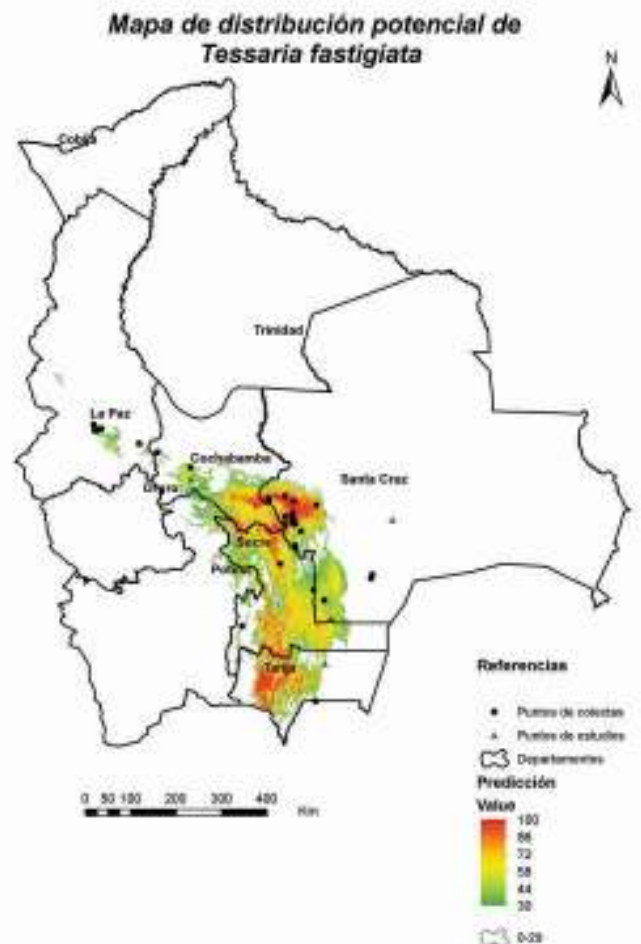 Mapa de distribución potencial de
Tessaria fastigiata
N
Cobija
Trinidad
La Paz
Cochabamba
Oruro
Santa Cruz
Sucre
Potosí
Tarija
Referencias
Puntos de colectas
Puntos de estudios
Departamentos
Predicción
Value
100
86
72
58
44
30
0-29
0 50 100 200 300 400
Km